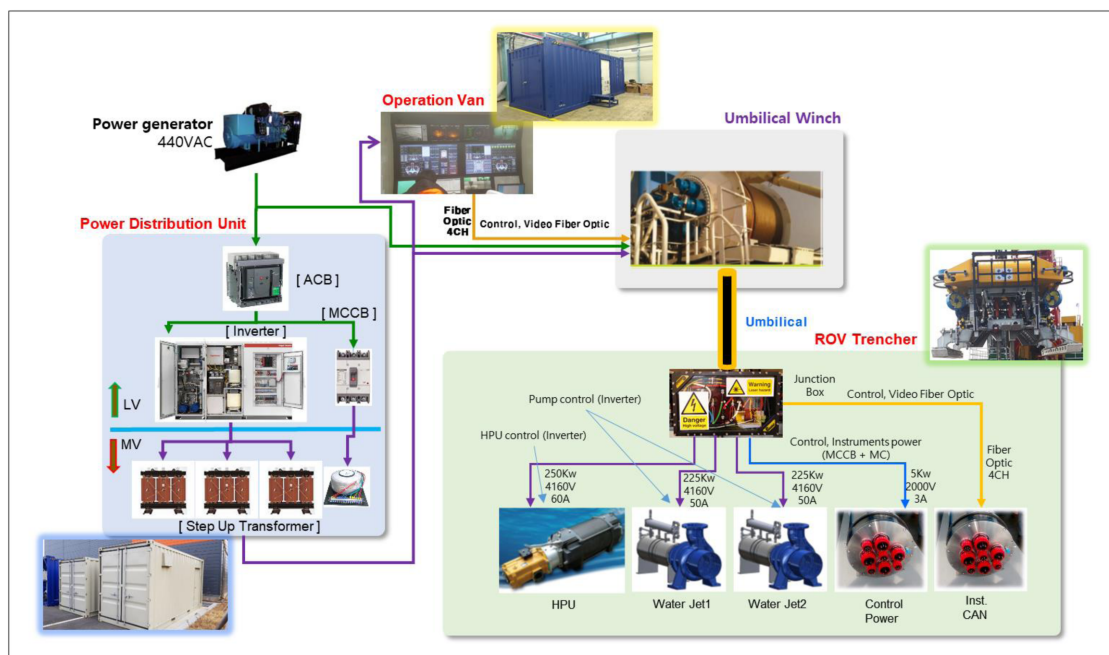 Operation Van
Power generator
440VAC
Umbilical Winch
Fiber
Optic
4CH
Control, Video Fiber Optic
Power Distribution Unit
[ ACB ]
[ MCCB ]
[ Inverter ]
LV
MV
[ Step Up Transformer ]
Umbilical
ROV Trencher
Junction
Box
Warning
Danger
High voltage
Control, Video Fiber Optic
Pump control (Inverter)
HPU control (Inverter)
Control, Instruments power
(MCCB + MC)
Fiber
Optic
4CH
250Kw
4160V
60A
225Kw
4160V
50A
225Kw
4160V
50A
5Kw
2000V
3A
HPU
Water Jet1
Water Jet2
Control
Power
Inst.
CAN